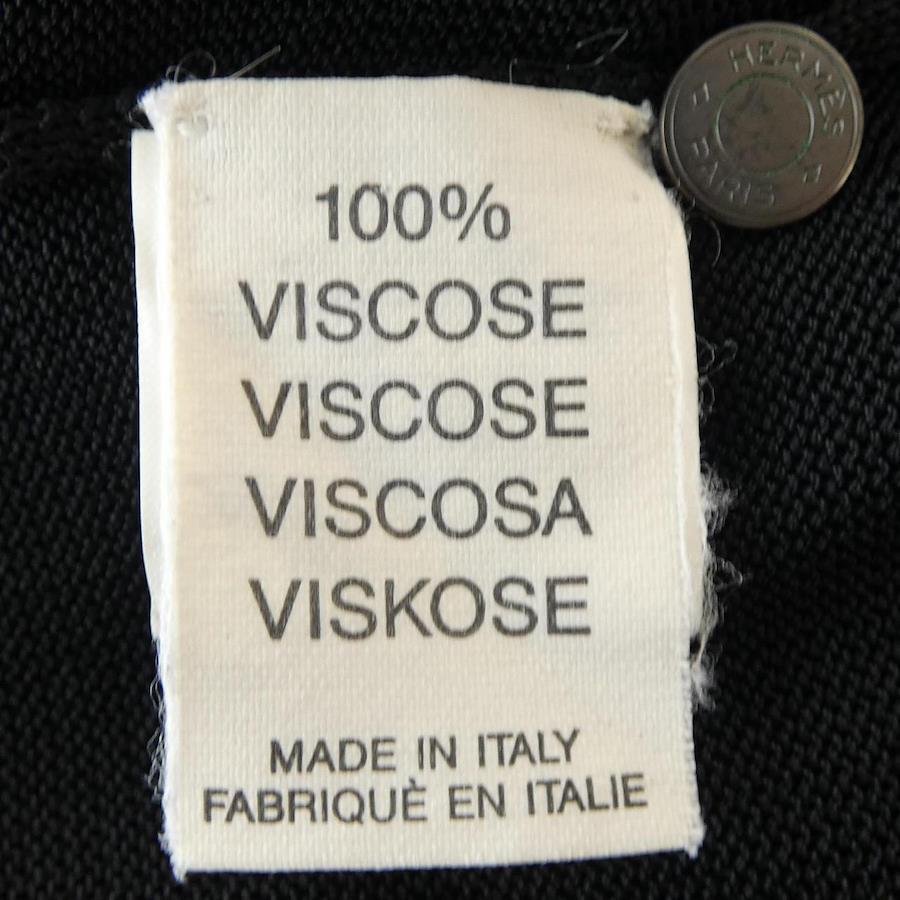 100%
VISCOSE
VISCOSE
VISCOSA
VISKOSE
MADE IN ITALY
FABRIQUÈ EN ITALIE
HERMÈS
PARIS